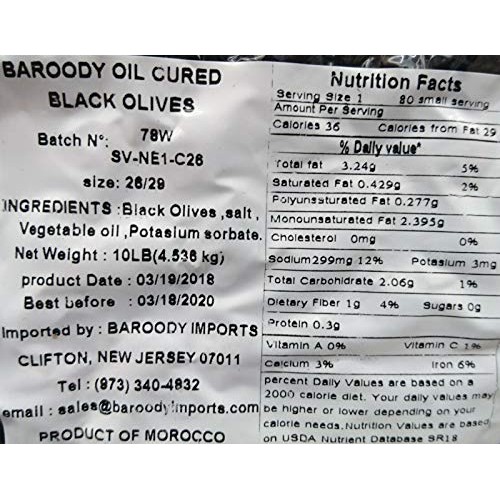 BAROODY OIL CURED
BLACK OLIVES
Batch N°: 78W
SV-NE1-C26
size: 26/29
INGREDIENTS :Black Olives ,salt ,
Vegetable oil ,Potasium sorbate.
Net Weight : 10LB(4.536 kg)
product Date : 03/19/2018
Best before : 03/18/2020
Imported by : BAROODY IMPORTS
CLIFTON, NEW JERSEY 07011
Tel : (973) 340-4832
email : sales@baroodyimports.com
PRODUCT OF MOROCCO
Nutrition Facts
Serving Size 1 80 small serving
Amount Per Serving
Calories 36 Calories from Fat 29
% Daily value*
Total fat 3.24g 5%
Saturated Fat 0.429g 2%
Polyunssturated Fat 0.277g
Monounsaturated Fat 2.395g
Cholesterol 0mg 0%
Sodium299mg 12% Potasium 3mg
Total Carbohidrate 2.06g 1%
Dietary Fiber 1g 4% Sugars 0g
Protein 0.3g
Vitamin A 0% Vitamin C 1%
Calcium 3% Iron 6%
percent Daily Values are based on a
2000 calorie diet. Your daily values may
be higher or lower depending on your
calorie needs.Nutrition Values are based
on USDA Nutrient Database SR18